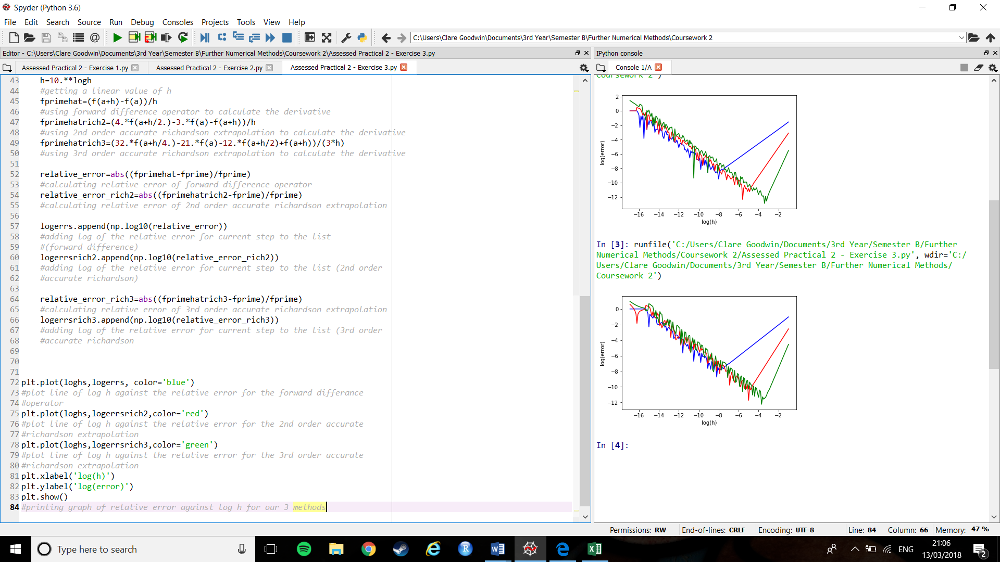 Spyder (Python 3.6)
File Edit Search Source Run Debug Consoles Projects Tools View Help
C:\Users\Clare Goodwin\Documents\3rd Year\Semester B\Further Numerical Methods\Coursework 2
Editor - C:\Users\Clare Goodwin\Documents\3rd Year\Semester B\Further Numerical Methods\Coursework 2\Assessed Practical 2 - Exercise 3.py
Assessed Practical 2 - Exercise 1.py Assessed Practical 2 - Exercise 2.py Assessed Practical 2 - Exercise 3.py
43 h=10.**logh
44 #getting a linear value of h
45 fprimehat=(f(a+h)-f(a))/h
46 #using forward difference operator to calculate the derivative
47 fprimehatrich2=(4.*f(a+h/2.)-3.*f(a)-f(a+h))/h
48 #using 2nd order accurate richardson extrapolation to calculate the derivative
49 fprimehatrich3=(32.*f(a+h/4.)-21.*f(a)-12.*f(a+h/2)+f(a+h))/(3*h)
50 #using 3rd order accurate richardson extrapolation to calculate the derivative
51
52 relative_error=abs((fprimehat-fprime)/fprime)
53 #calculating relative error of forward difference operator
54 relative_error_rich2=abs((fprimehatrich2-fprime)/fprime)
55 #calculating relative error of 2nd order accurate richardson extrapolation
56
57 logerrs.append(np.log10(relative_error))
58 #adding log of the relative error for current step to the list
59 #(forward difference)
60 logerrsrich2.append(np.log10(relative_error_rich2))
61 #adding log of the relative error for current step to the list (2nd order
62 #accurate richardson)
63
64 relative_error_rich3=abs((fprimehatrich3-fprime)/fprime)
65 #calculating relative error of 3rd order accurate richardson extrapolation
66 logerrsrich3.append(np.log10(relative_error_rich3))
67 #adding log of the relative error for current step to the list (3rd order
68 #accurate richardson
69
70
71
72 plt.plot(loghs,logerrs, color='blue')
73 #plot line of log h against the relative error for the forward differance
74 #operator
75 plt.plot(loghs,logerrsrich2,color='red')
76 #plot line of log h against the relative error for the 2nd order accurate
77 #richardson extrapolation
78 plt.plot(loghs,logerrsrich3,color='green')
79 #plot line of log h against the relative error for the 3rd order accurate
80 #richardson extrapolation
81 plt.xlabel('log(h)')
82 plt.ylabel('log(error)')
83 plt.show()
84 #printing graph of relative error against log h for our 3 methods
IPython console
Console 1/A
Coursework 2')
2
0
−2
−4
−6
−8
−10
−12
log(error)
−16 −14 −12 −10 −8 −6 −4 −2
log(h)
In [3]: runfile('C:/Users/Clare Goodwin/Documents/3rd Year/Semester B/Further
Numerical Methods/Coursework 2/Assessed Practical 2 - Exercise 3.py', wdir='C:/
Users/Clare Goodwin/Documents/3rd Year/Semester B/Further Numerical Methods/
Coursework 2')
0
−2
−4
−6
−8
−10
−12
log(error)
−16 −14 −12 −10 −8 −6 −4 −2
log(h)
In [4]:
Permissions: RW End-of-lines: CRLF Encoding: UTF-8 Line: 84 Column: 66 Memory: 47 %
Type here to search
ENG
21:06
13/03/2018
2